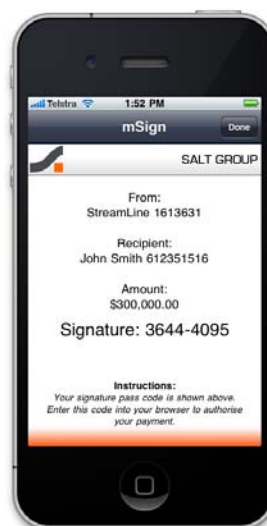 Telstra 1:52 PM
mSign Done
SALT GROUP
From:
StreamLine 1613631
Recipient:
John Smith 612351516
Amount:
$300,000.00
Signature: 3644-4095
Instructions:
Your signature pass code is shown above.
Enter this code into your browser to authorise
your payment.